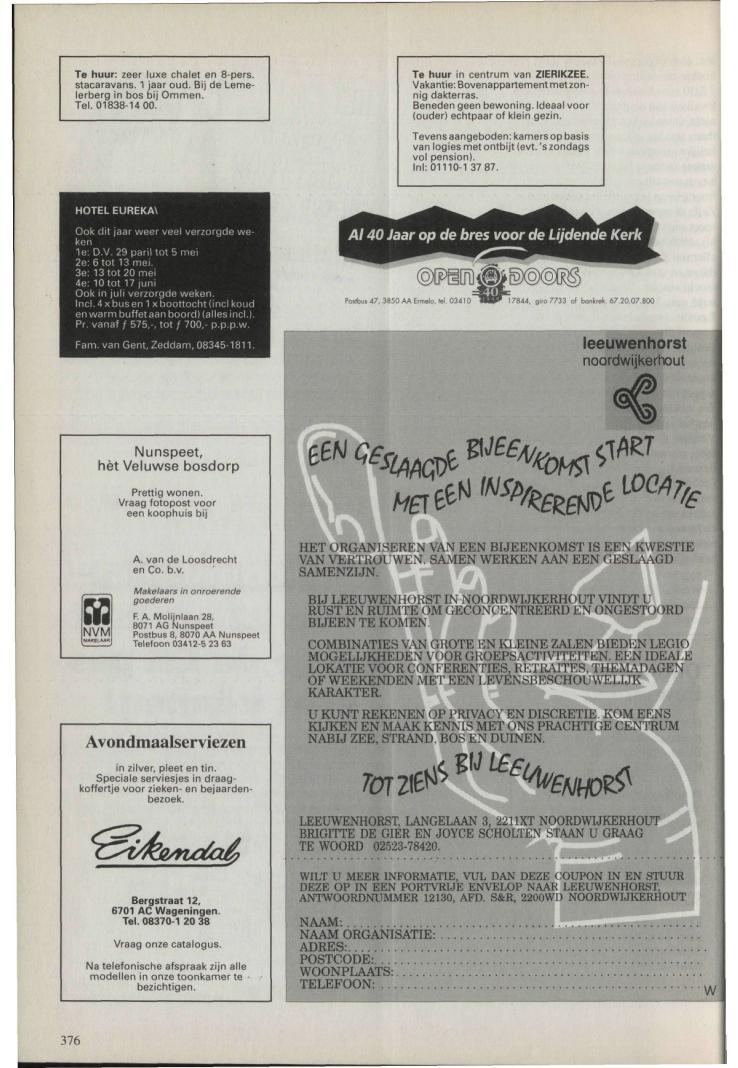 Te huur: zeer luxe chalet en 8-pers.
stacaravans. 1 jaar oud. Bij de Leme-
lerberg in bos bij Ommen.
Tel. 01838-14 00.
Te huur in centrum van ZIERIKZEE.
Vakantie: Bovenappartement met zon-
nig dakterras.
Beneden geen bewoning. Ideaal voor
(ouder) echtpaar of klein gezin.
Tevens aangeboden: kamers op basis
van logies met ontbijt (evt. 's zondags
vol pension).
Inl: 01110-1 37 87.
HOTEL EUREKA\
Ook dit jaar weer veel verzorgde we-
ken
1e: D.V. 29 paril tot 5 mei
2e: 6 tot 13 mei.
3e: 13 tot 20 mei
4e: 10 tot 17 juni
Ook in juli verzorgde weken.
Incl. 4 x bus en 1 x boottocht (incl koud
en warm buffet aan boord) (alles incl.).
Pr. vanaf ƒ 575,-, tot ƒ 700,- p.p.p.w.
Fam. van Gent, Zeddam, 08345-1811.
Al 40 Jaar op de bres voor de Lijdende Kerk
OPEN DOORS
40
Postbus 47, 3850 AA Ermelo, tel. 03410 17844, giro 7733 of bankrek. 67.20.07.800
Nunspeet,
hèt Veluwse bosdorp
Prettig wonen.
Vraag fotopost voor
een koophuis bij
A. van de Loosdrecht
en Co. b.v.
Makelaars in onroerende
goederen
F. A. Molijnlaan 28,
8071 AG Nunspeet
Postbus 8, 8070 AA Nunspeet
Telefoon 03412-5 23 63
NVM
MAKELAAR
Avondmaalserviezen
in zilver, pleet en tin.
Speciale serviesjes in draag-
koffertje voor zieken- en bejaarden-
bezoek.
Eikendal
Bergstraat 12,
6701 AC Wageningen.
Tel. 08370-1 20 38
Vraag onze catalogus.
Na telefonische afspraak zijn alle
modellen in onze toonkamer te
bezichtigen.
leeuwenhorst
noordwijkerhout
EEN GESLAAGDE BIJEENKOMST START
MET EEN INSPIRERENDE LOCATIE
HET ORGANISEREN VAN EEN BIJEENKOMST IS EEN KWESTIE
VAN VERTROUWEN. SAMEN WERKEN AAN EEN GESLAAGD
SAMENZIJN.
BIJ LEEUWENHORST IN NOORDWIJKERHOUT VINDT U
RUST EN RUIMTE OM GECONCENTREERD EN ONGESTOORD
BIJEEN TE KOMEN.
COMBINATIES VAN GROTE EN KLEINE ZALEN BIEDEN LEGIO
MOGELIJKHEDEN VOOR GROEPSACTIVITEITEN. EEN IDEALE
LOKATIE VOOR CONFERENTIES, RETRAITES, THEMADAGEN
OF WEEKENDEN MET EEN LEVENSBESCHOUWELIJK
KARAKTER.
U KUNT REKENEN OP PRIVACY EN DISCRETIE. KOM EENS
KIJKEN EN MAAK KENNIS MET ONS PRACHTIGE CENTRUM
NABIJ ZEE, STRAND, BOS EN DUINEN.
TOT ZIENS BIJ LEEUWENHORST
LEEUWENHORST, LANGELAAN 3, 2211XT NOORDWIJKERHOUT
BRIGITTE DE GIER EN JOYCE SCHOLTEN STAAN U GRAAG
TE WOORD 02523-78420.
WILT U MEER INFORMATIE, VUL DAN DEZE COUPON IN EN STUUR
DEZE OP IN EEN PORTVRIJE ENVELOP NAAR LEEUWENHORST,
ANTWOORDNUMMER 12130, AFD. S&R, 2200WD NOORDWIJKERHOUT
NAAM:
NAAM ORGANISATIE:
ADRES:
POSTCODE:
WOONPLAATS:
TELEFOON:
W
376